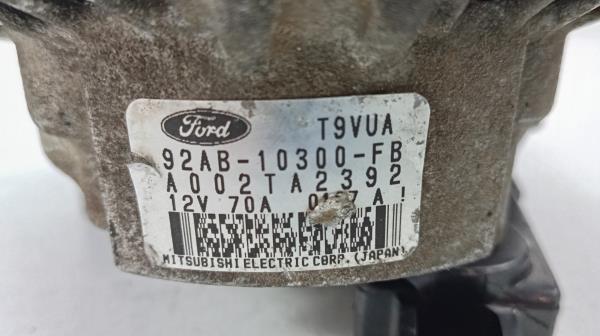 Ford T9VUA
92AB-10300-FB
A002TA2392
12V 70A A !
MITSUBISHI ELECTRIC CORP. (JAPAN)